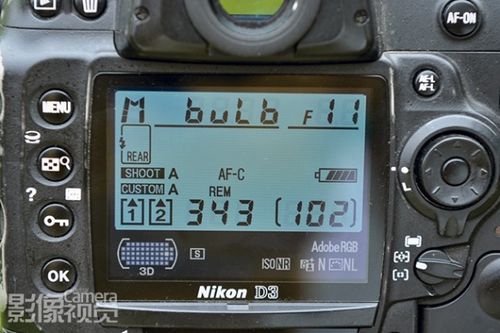 AF-ON
AE-L
AF-L
MENU
?
OK
M bulb F11
REAR
SHOOT A
CUSTOM A
AF-C
REM
1 2 343 [102]
3D
S
AdobeRGB
ISO NR
N
NL
Nikon D3
影像视觉
Camera